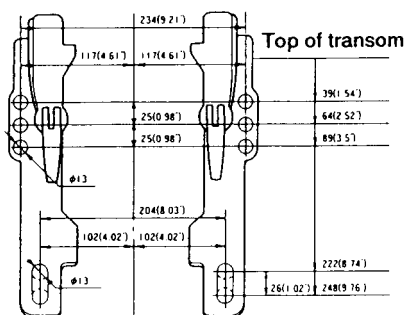 234(9.21")
Top of transom
117(4.61") 117(4.61")
39(1.54")
25(0.98") 64(2.52")
25(0.98") 89(3.5")
ø13
204(8.03")
102(4.02") 102(4.02")
222(8.74")
ø13 26(1.02") 248(9.76)